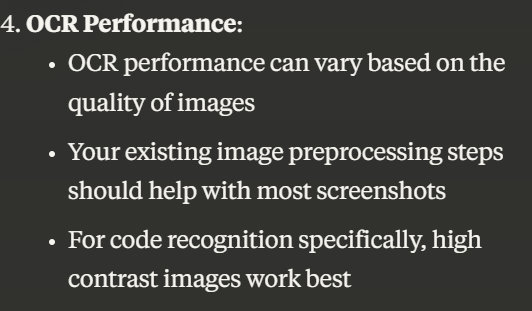 4. OCR Performance:
• OCR performance can vary based on the
quality of images
• Your existing image preprocessing steps
should help with most screenshots
• For code recognition specifically, high
contrast images work best